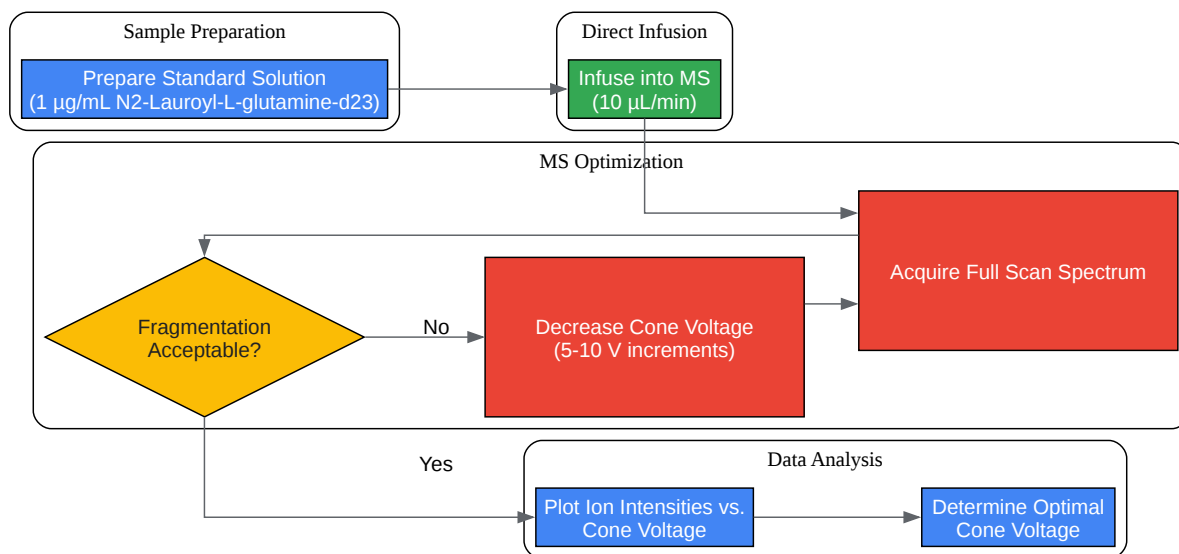 Sample Preparation
Prepare Standard Solution
(1 µg/mL N2-Lauroyl-L-glutamine-d23)
Direct Infusion
Infuse into MS
(10 µL/min)
MS Optimization
Acquire Full Scan Spectrum
Fragmentation
Acceptable?
No
Decrease Cone Voltage
(5-10 V increments)
Yes
Data Analysis
Plot Ion Intensities vs.
Cone Voltage
Determine Optimal
Cone Voltage